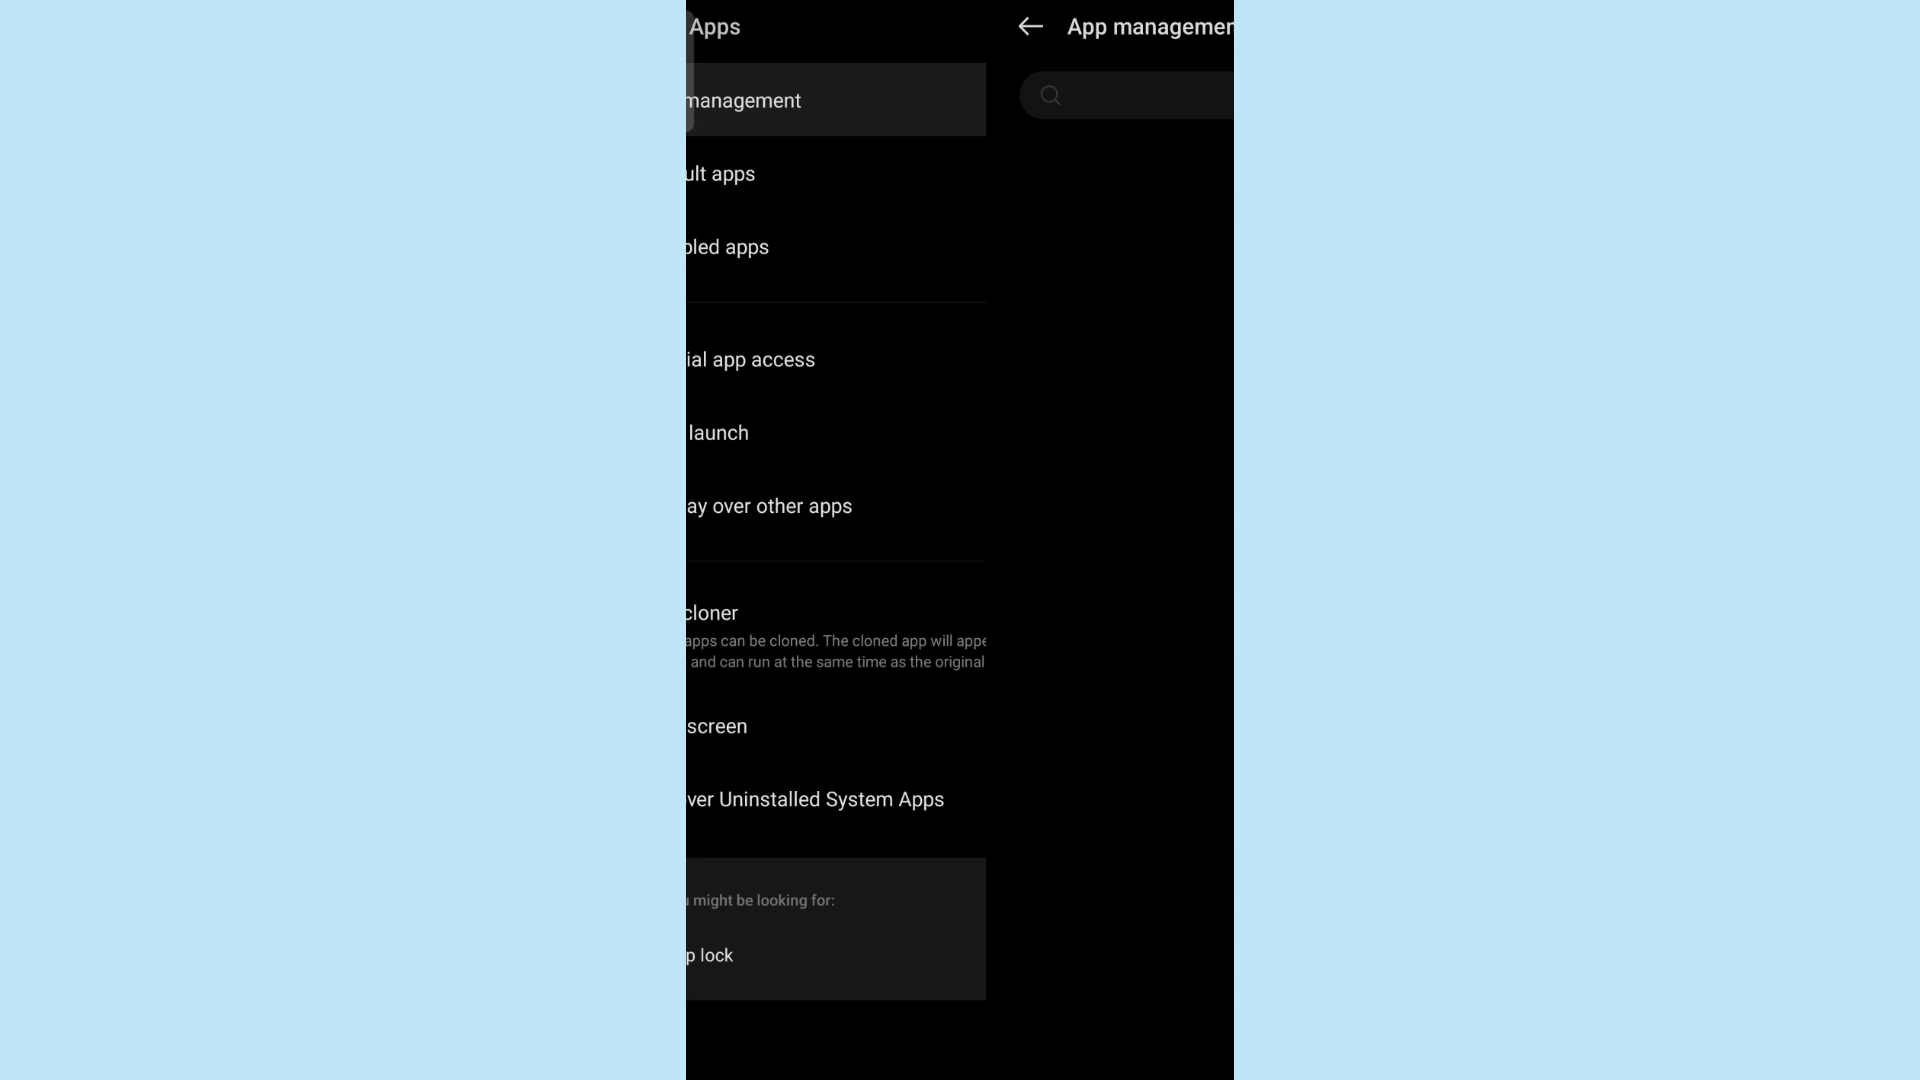 Apps
management
ult apps
bled apps
ial app access
launch
ay over other apps
cloner
apps can be cloned. The cloned app will appe
and can run at the same time as the original
screen
ver Uninstalled System Apps
u might be looking for:
p lock
App managemen